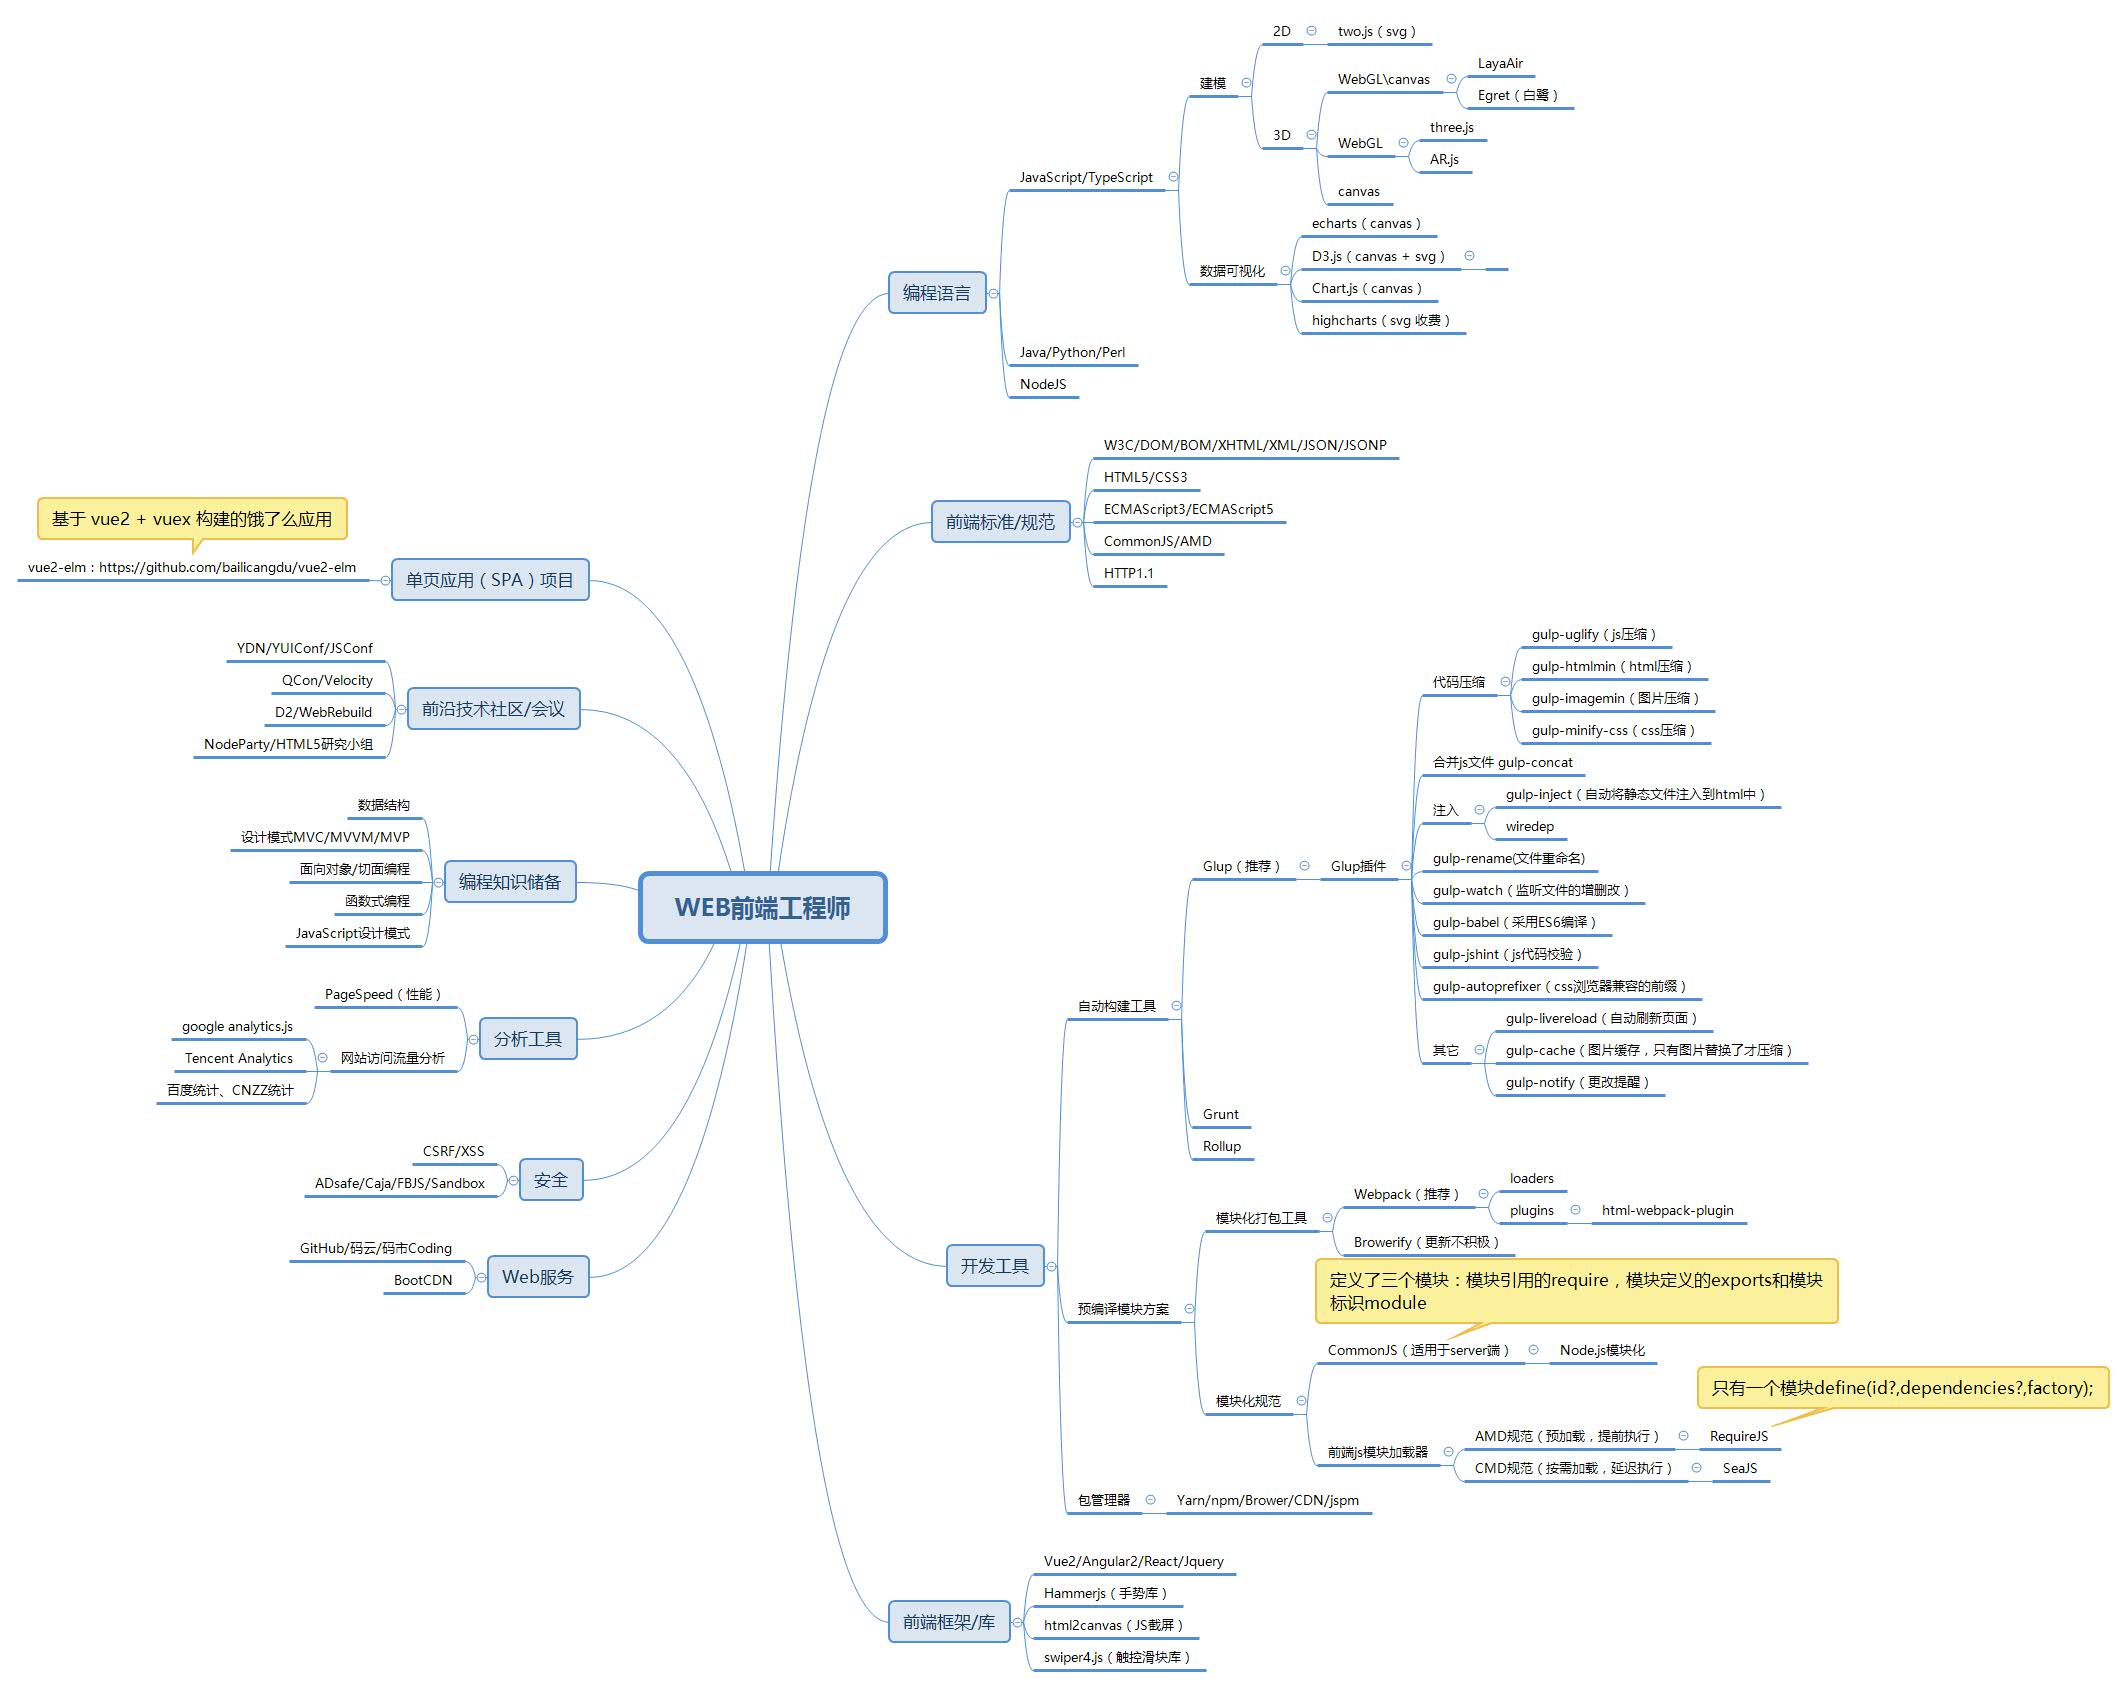 WEB前端工程师
编程语言
JavaScript/TypeScript
建模
2D
two.js（svg）
3D
WebGL\canvas
LayaAir
Egret（白鹭）
WebGL
three.js
AR.js
canvas
数据可视化
echarts（canvas）
D3.js（canvas + svg）
Chart.js（canvas）
highcharts（svg 收费）
Java/Python/Perl
NodeJS
前端标准/规范
W3C/DOM/BOM/XHTML/XML/JSON/JSONP
HTML5/CSS3
ECMAScript3/ECMAScript5
CommonJS/AMD
HTTP1.1
开发工具
自动构建工具
Glup（推荐）
Glup插件
代码压缩
gulp-uglify（js压缩）
gulp-htmlmin（html压缩）
gulp-imagemin（图片压缩）
gulp-minify-css（css压缩）
合并js文件 gulp-concat
注入
gulp-inject（自动将静态文件注入到html中）
wiredep
gulp-rename(文件重命名)
gulp-watch（监听文件的增删改）
gulp-babel（采用ES6编译）
gulp-jshint（js代码校验）
gulp-autoprefixer（css浏览器兼容的前缀）
其它
gulp-livereload（自动刷新页面）
gulp-cache（图片缓存，只有图片替换了才压缩）
gulp-notify（更改提醒）
Grunt
Rollup
预编译模块方案
模块化打包工具
Webpack（推荐）
loaders
plugins
html-webpack-plugin
Browerify（更新不积极）
模块化规范
定义了三个模块：模块引用的require，模块定义的exports和模块
标识module
CommonJS（适用于server端）
Node.js模块化
前端js模块加载器
只有一个模块define(id?,dependencies?,factory);
AMD规范（预加载，提前执行）
RequireJS
CMD规范（按需加载，延迟执行）
SeaJS
包管理器
Yarn/npm/Brower/CDN/jspm
前端框架/库
Vue2/Angular2/React/Jquery
Hammerjs（手势库）
html2canvas（JS截屏）
swiper4.js（触控滑块库）
单页应用（SPA）项目
基于 vue2 + vuex 构建的饿了么应用
vue2-elm：https://github.com/bailicangdu/vue2-elm
前沿技术社区/会议
YDN/YUIConf/JSConf
QCon/Velocity
D2/WebRebuild
NodeParty/HTML5研究小组
编程知识储备
数据结构
设计模式MVC/MVVM/MVP
面向对象/切面编程
函数式编程
JavaScript设计模式
分析工具
PageSpeed（性能）
网站访问流量分析
google analytics.js
Tencent Analytics
百度统计、CNZZ统计
安全
CSRF/XSS
ADsafe/Caja/FBJS/Sandbox
Web服务
GitHub/码云/码市Coding
BootCDN